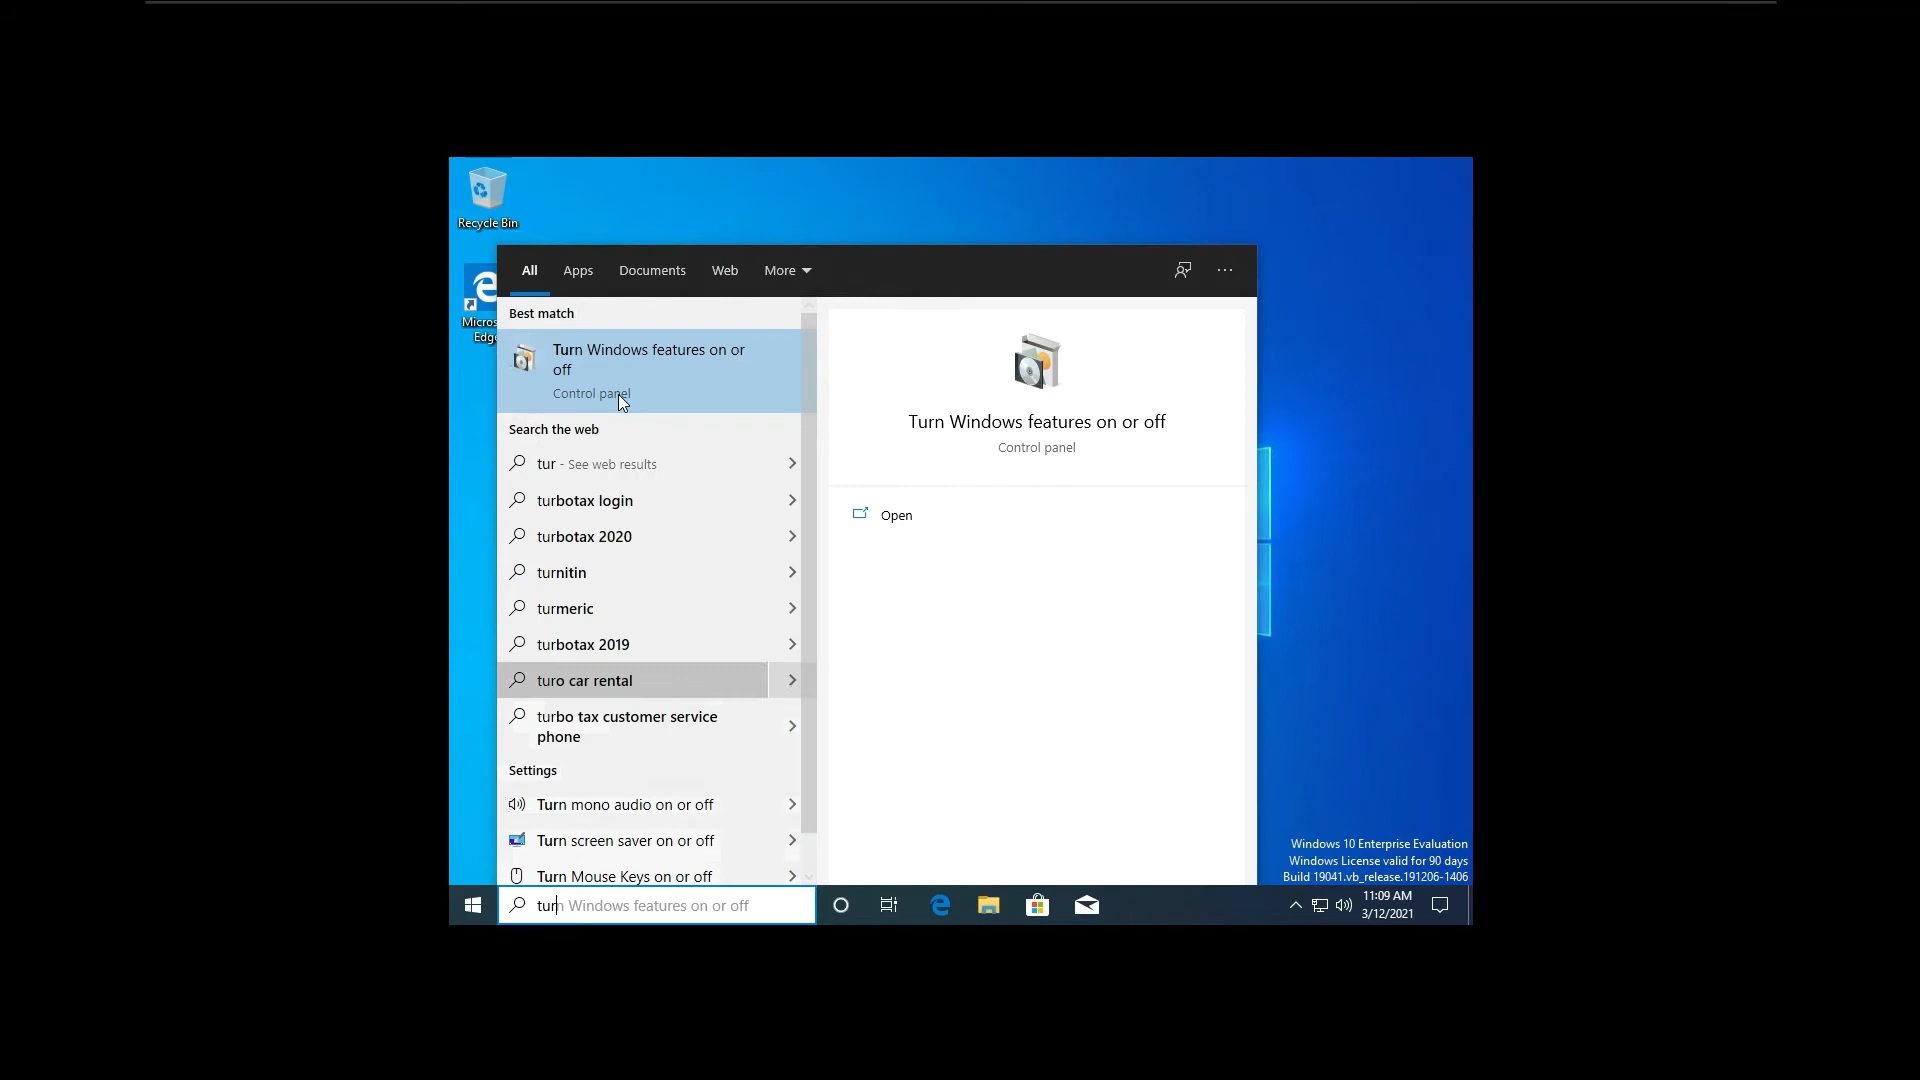 Recycle Bin
Micros
Edge
All Apps Documents Web More
Best match
Turn Windows features on or
off
Control panel
Search the web
tur - See web results
turbotax login
turbotax 2020
turnitin
turmeric
turbotax 2019
turo car rental
turbo tax customer service
phone
Settings
Turn mono audio on or off
Turn screen saver on or off
Turn Mouse Keys on or off
turn Windows features on or off
Turn Windows features on or off
Control panel
Open
Windows 10 Enterprise Evaluation
Windows License valid for 90 days
Build 19041.vb_release.191206-1406
11:09 AM
3/12/2021